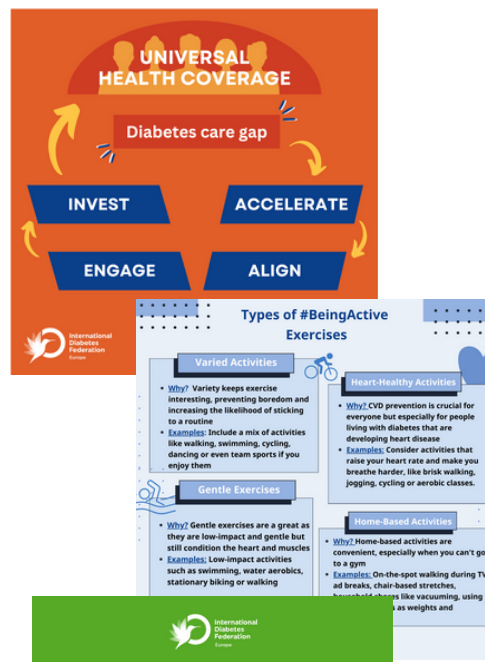 UNIVERSAL
HEALTH COVERAGE
Diabetes care gap
INVEST
ACCELERATE
ENGAGE
ALIGN
International
Diabetes
Federation
Europe
Types of #BeingActive
Exercises
Varied Activities
• Why? Variety keeps exercise
interesting, preventing boredom and
increasing the likelihood of sticking
to a routine
• Examples: Include a mix of activities
like walking, swimming, cycling,
dancing or even team sports if you
enjoy them
Heart-Healthy Activities
• Why? CVD prevention is crucial for
everyone but especially for people
living with diabetes that are
developing heart disease
• Examples: Consider activities that
raise your heart rate and make you
breathe harder, like brisk walking,
jogging, cycling or aerobic classes.
Gentle Exercises
• Why? Gentle exercises are a great as
they are low-impact and gentle but
still condition the heart and muscles
• Examples: Low-impact activities
such as swimming, water aerobics,
stationary biking or walking
Home-Based Activities
• Why? Home-based activities are
convenient, especially when you can't go
to a gym
• Examples: On-the-spot walking during TV
ad breaks, chair-based stretches,
like vacuuming, using
as weights and
International
Diabetes
Federation
Europe